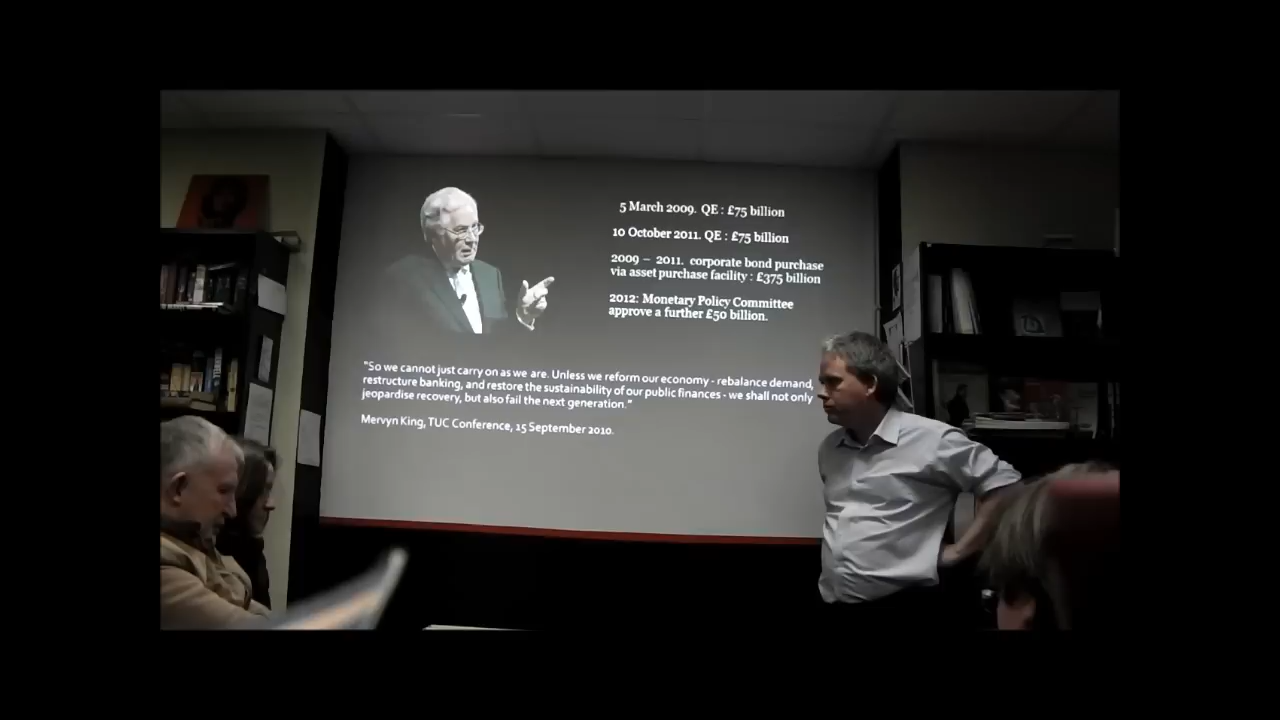 5 March 2009. QE : £75 billion
10 October 2011. QE : £75 billion
2009 – 2011. corporate bond purchase
via asset purchase facility : £375 billion
2012: Monetary Policy Committee
approve a further £50 billion.
"So we cannot just carry on as we are. Unless we reform our economy - rebalance demand,
restructure banking, and restore the sustainability of our public finances - we shall not only
jeopardise recovery, but also fail the next generation."
Mervyn King, TUC Conference, 15 September 2010.